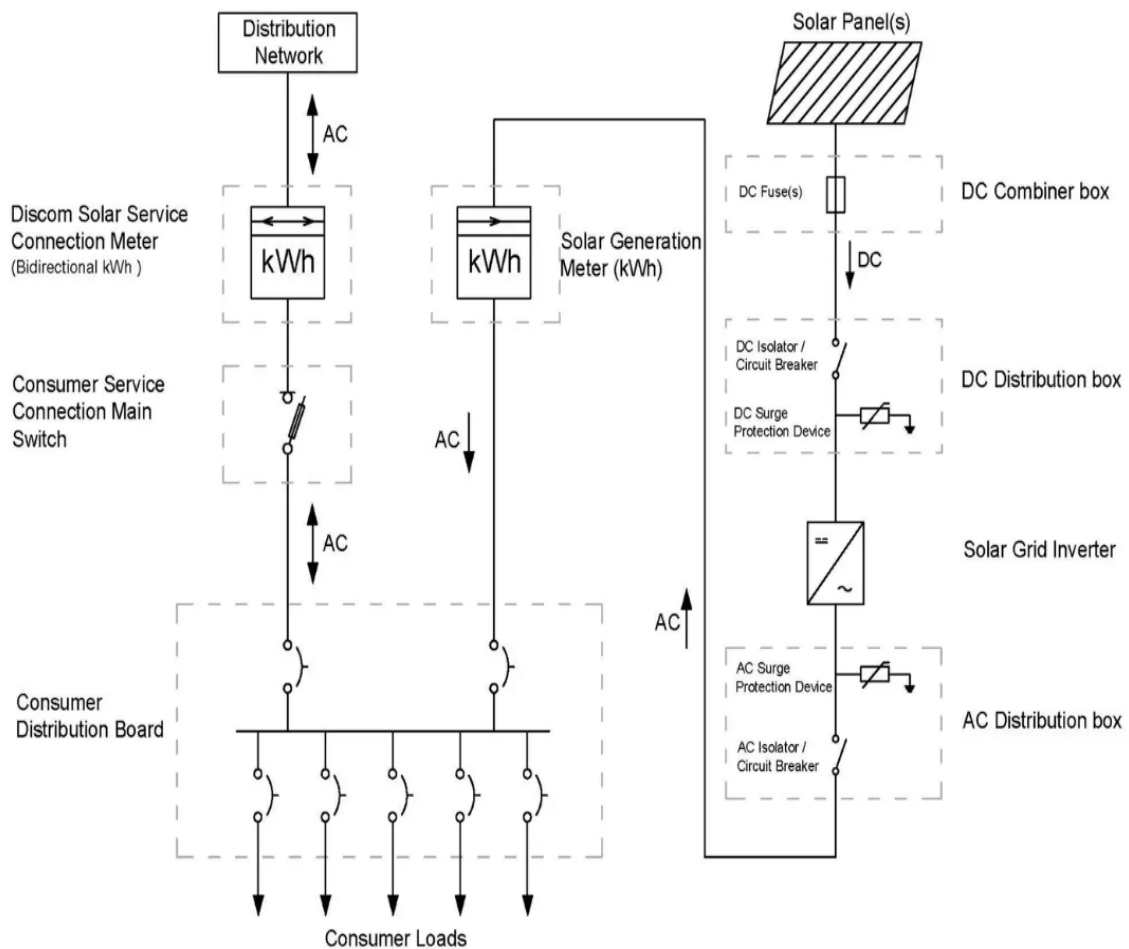 Distribution
Network
AC
Discom Solar Service
Connection Meter
(Bidirectional kWh )
kWh
Consumer Service
Connection Main
Switch
AC
Consumer
Distribution Board
Consumer Loads
kWh
Solar Generation
Meter (kWh)
AC
AC
Solar Panel(s)
DC Fuse(s)
DC Combiner box
DC
DC Isolator /
Circuit Breaker
DC Distribution box
DC Surge
Protection Device
Solar Grid Inverter
AC Surge
Protection Device
AC Distribution box
AC Isolator /
Circuit Breaker